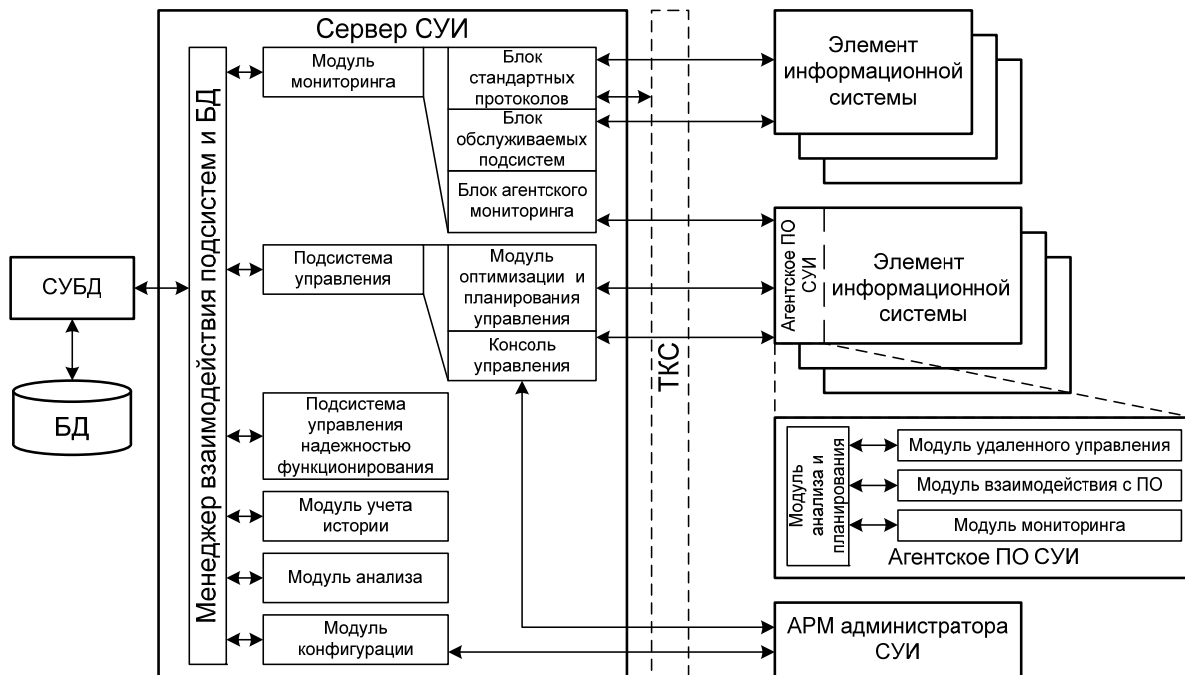 Сервер СУИ
Менеджер взаимодействия подсистем и БД
СУБД
БД
Модуль
мониторинга
Блок
стандартных
протоколов
Блок
обслуживаемых
подсистем
Блок агентского
мониторинга
Подсистема
управления
Модуль
оптимизации и
планирования
управления
Консоль
управления
Подсистема
управления
надежностью
функционирования
Модуль учета
истории
Модуль анализа
Модуль
конфигурации
ТКС
Элемент
информационной
системы
Агентское ПО
СУИ
Элемент
информационной
системы
Модуль
анализа и
планирования
Модуль удаленного управления
Модуль взаимодействия с ПО
Модуль мониторинга
Агентское ПО СУИ
АРМ администратора
СУИ